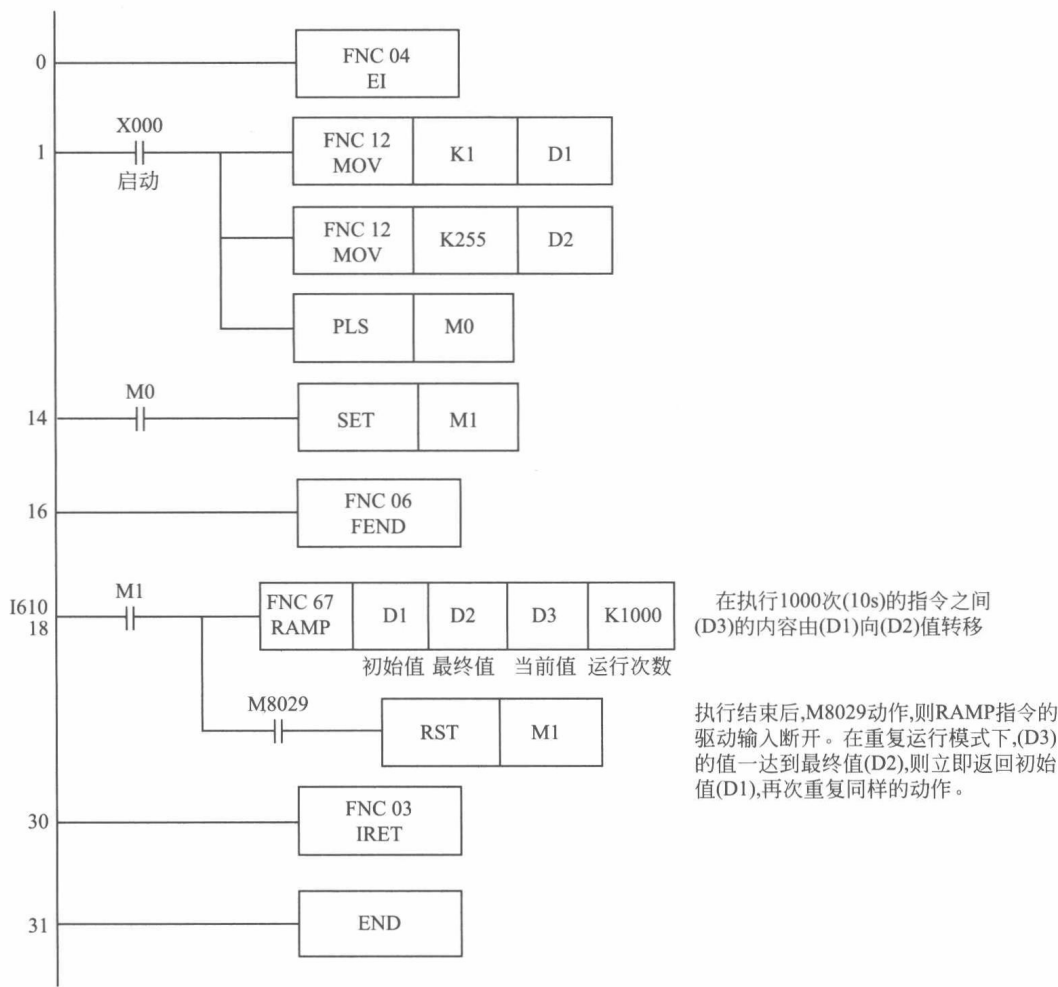 0
FNC 04
EI
X000
1
启动
FNC 12
MOV
K1
D1
FNC 12
MOV
K255
D2
PLS
M0
M0
14
SET
M1
16
FNC 06
FEND
I610
18
M1
FNC 67
RAMP
D1
D2
D3
K1000
初始值 最终值 当前值 运行次数
在执行1000次(10s)的指令之间
(D3)的内容由(D1)向(D2)值转移
M8029
RST
M1
执行结束后,M8029动作,则RAMP指令的
驱动输入断开。在重复运行模式下,(D3)
的值一达到最终值(D2),则立即返回初始
值(D1),再次重复同样的动作。
30
FNC 03
IRET
31
END